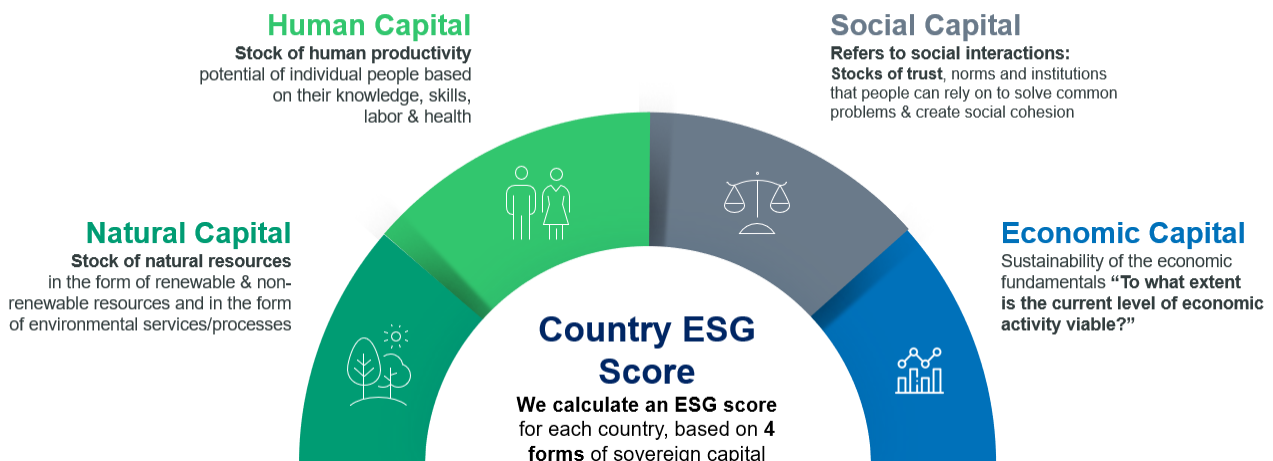 Human Capital
Stock of human productivity
potential of individual people based
on their knowledge, skills,
labor & health
Social Capital
Refers to social interactions:
Stocks of trust, norms and institutions
that people can rely on to solve common
problems & create social cohesion
Natural Capital
Stock of natural resources
in the form of renewable & non-
renewable resources and in the form
of environmental services/processes
Economic Capital
Sustainability of the economic
fundamentals “To what extent
is the current level of economic
activity viable?”
Country ESG
Score
We calculate an ESG score
for each country, based on 4
forms of sovereign capital